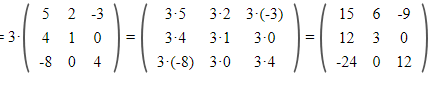 5 2 -3 3·5 3·2 3·(-3) 15 6 -9
= 3· 4 1 0 = 3·4 3·1 3·0 = 12 3 0
-8 0 4 3·(-8) 3·0 3·4 -24 0 12